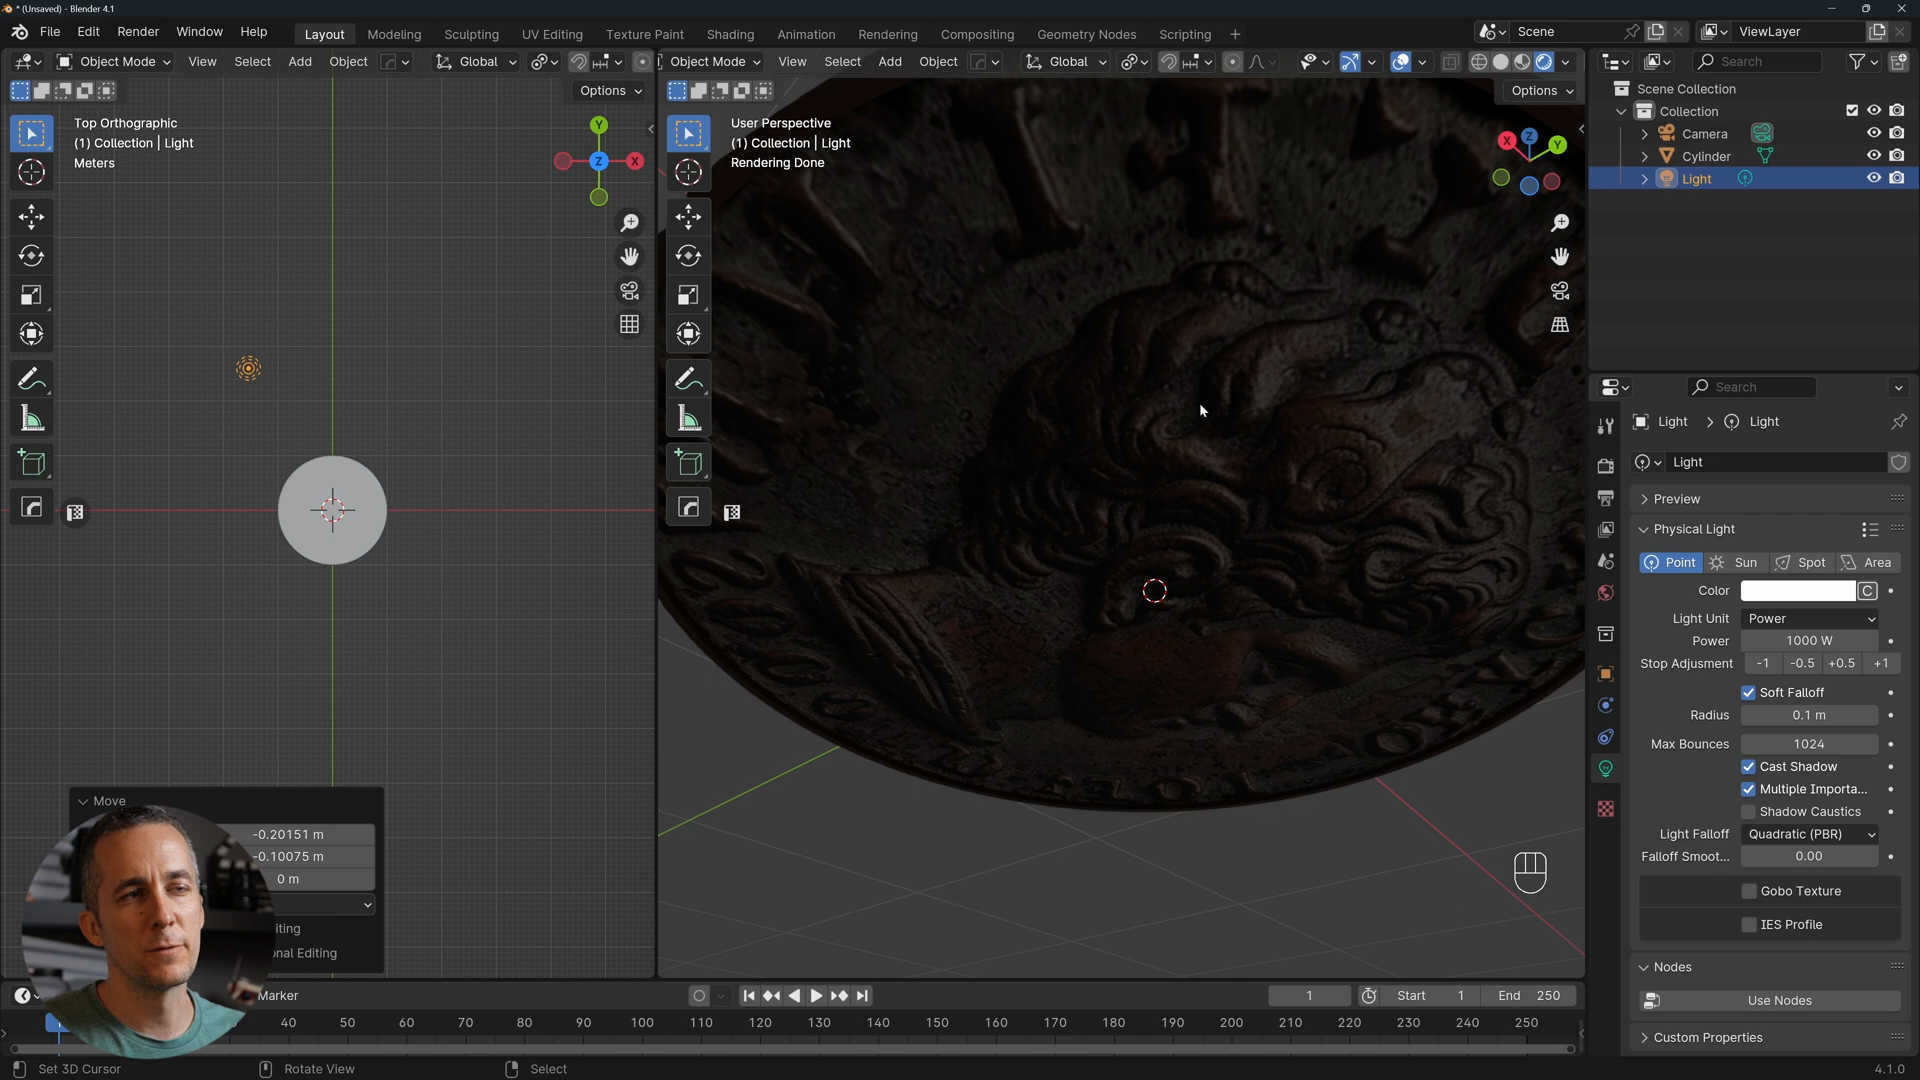 * (Unsaved) - Blender 4.1
File Edit Render Window Help
Layout Modeling Sculpting UV Editing Texture Paint Shading Animation Rendering Compositing Geometry Nodes Scripting +
Scene
ViewLayer
Object Mode View Select Add Object Global
Object Mode View Select Add Object Global
Search
Options
Options
Top Orthographic
(1) Collection | Light
Meters
User Perspective
(1) Collection | Light
Rendering Done
Y
Z
X
X
Z
Y
Scene Collection
Collection
Camera
Cylinder
Light
Search
Light > Light
Light
Preview
Physical Light
Point Sun Spot Area
Color
C
Light Unit Power
Power 1000 W
Stop Adjusment -1 -0.5 +0.5 +1
Soft Falloff
Radius 0.1 m
Max Bounces 1024
Cast Shadow
Multiple Importa...
Shadow Caustics
Light Falloff Quadratic (PBR)
Falloff Smoot... 0.00
Gobo Texture
IES Profile
Nodes
Use Nodes
Custom Properties
Move
-0.20151 m
-0.10075 m
0 m
iting
onal Editing
Marker
1
Start 1
End 250
40 50 60 70 80 90 100 110 120 130 140 150 160 170 180 190 200 210 220 230 240 250
Set 3D Cursor
Rotate View
Select
4.1.0